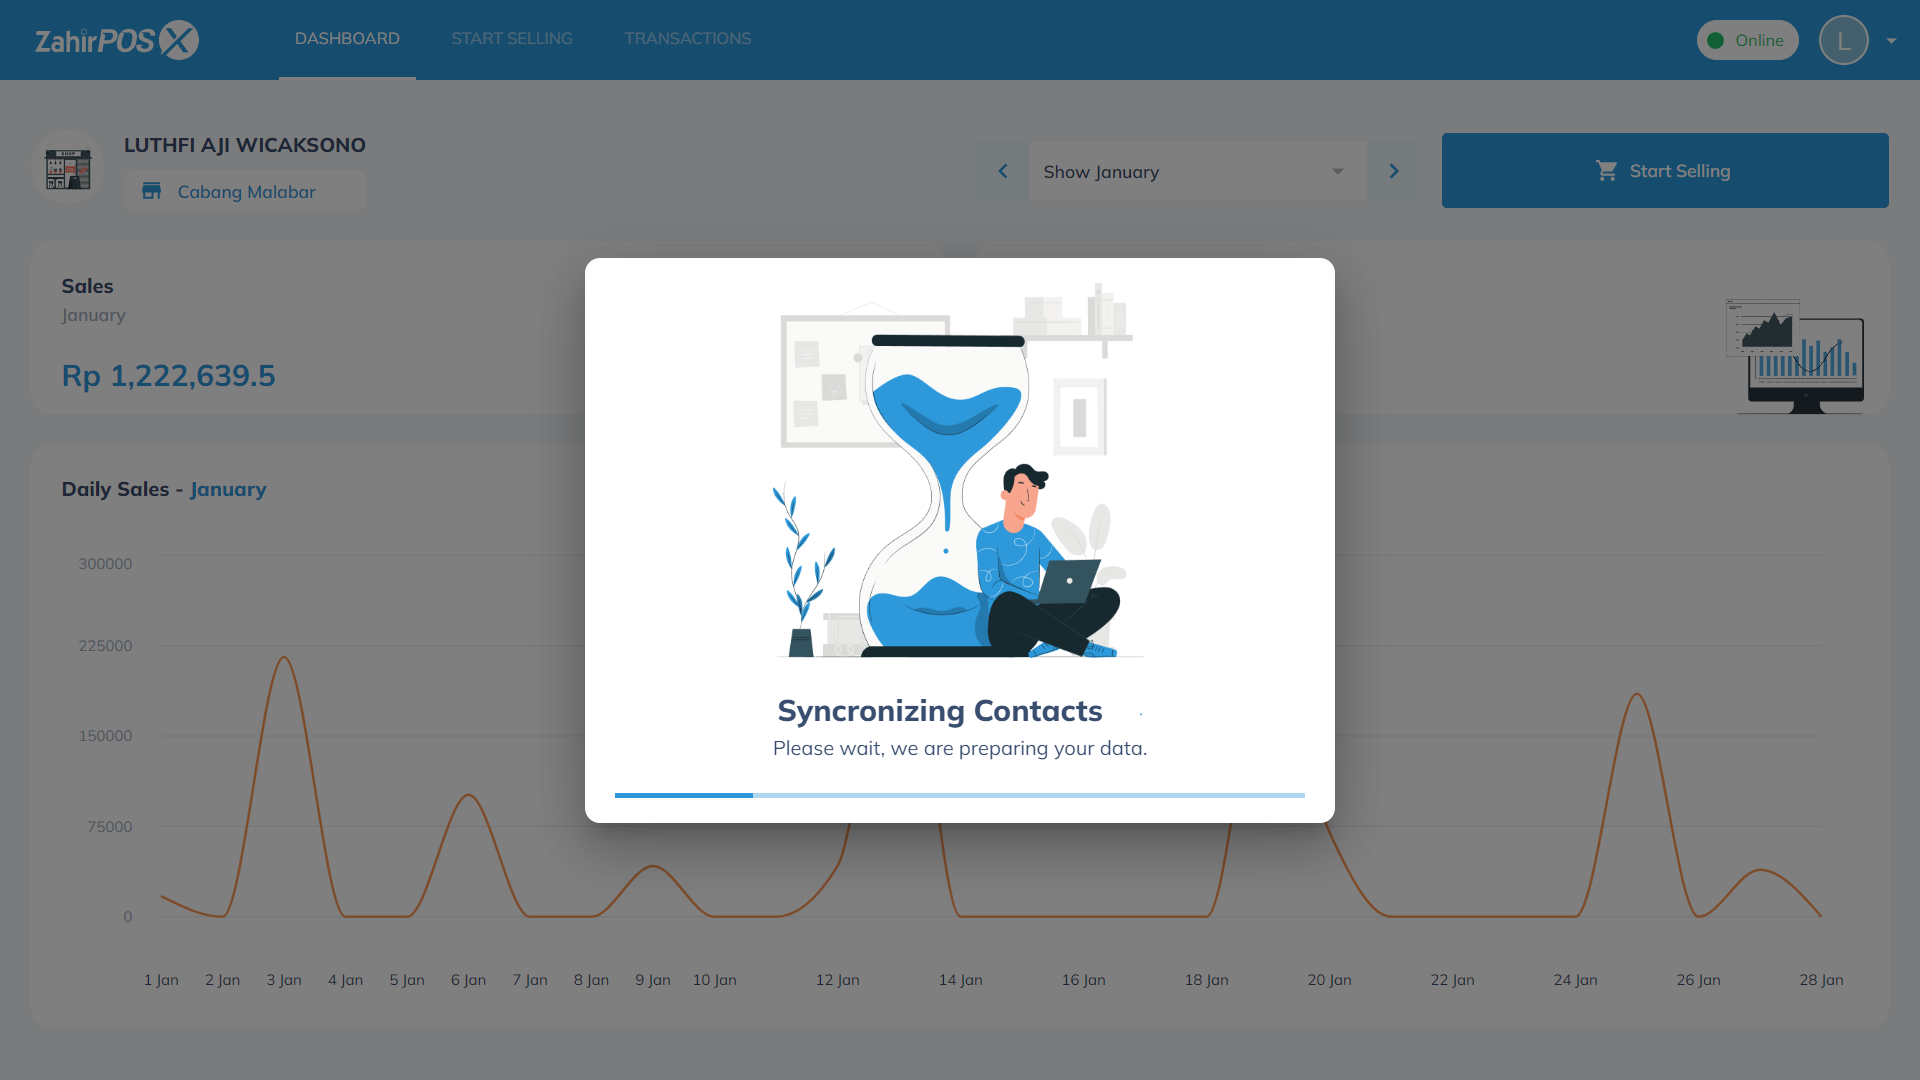 ZahirPOS X
DASHBOARD
START SELLING
TRANSACTIONS
Online
L
LUTHFI AJI WICAKSONO
Cabang Malabar
Show January
Start Selling
SHOP
Sales
January
Rp 1,222,639.5
Syncronizing Contacts .
Please wait, we are preparing your data.
Daily Sales - January
300000
225000
150000
75000
0
1 Jan 2 Jan 3 Jan 4 Jan 5 Jan 6 Jan 7 Jan 8 Jan 9 Jan 10 Jan 12 Jan 14 Jan 16 Jan 18 Jan 20 Jan 22 Jan 24 Jan 26 Jan 28 Jan